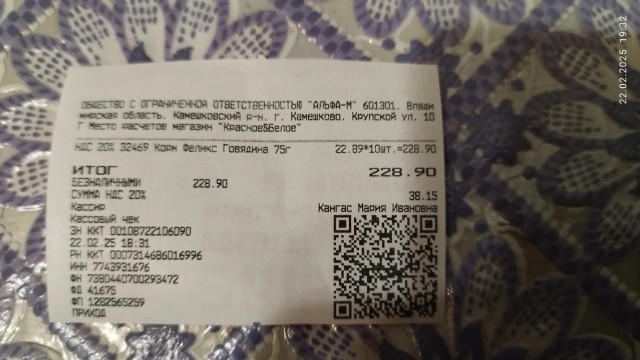 ОБЩЕСТВО С ОГРАНИЧЕННОЙ ОТВЕТСТВЕННОСТЬЮ "АЛЬФА-М" 601301. Влади
мирская область. Камешковский р-н. г. Камешково. Крупской ул. 10
Г Место расчетов магазин "Красное&Белое"
НДС 20% 32469 Корм Феликс Говядина 75г 22.89*10шт.=228.90
ИТОГ 228.90
БЕЗНАЛИЧНЫМИ 228.90
СУММА НДС 20% 38.15
Кассир Кангас Мария Ивановна
Кассовый чек
ЗН ККТ 00108722106090
22.02.25 18:31
РН ККТ 0007314686016996
ИНН 7743931676
ФН 7380440700293472
ФД 41675
ФП 1282565259
ПРИХОД
22.02.2025 19:32